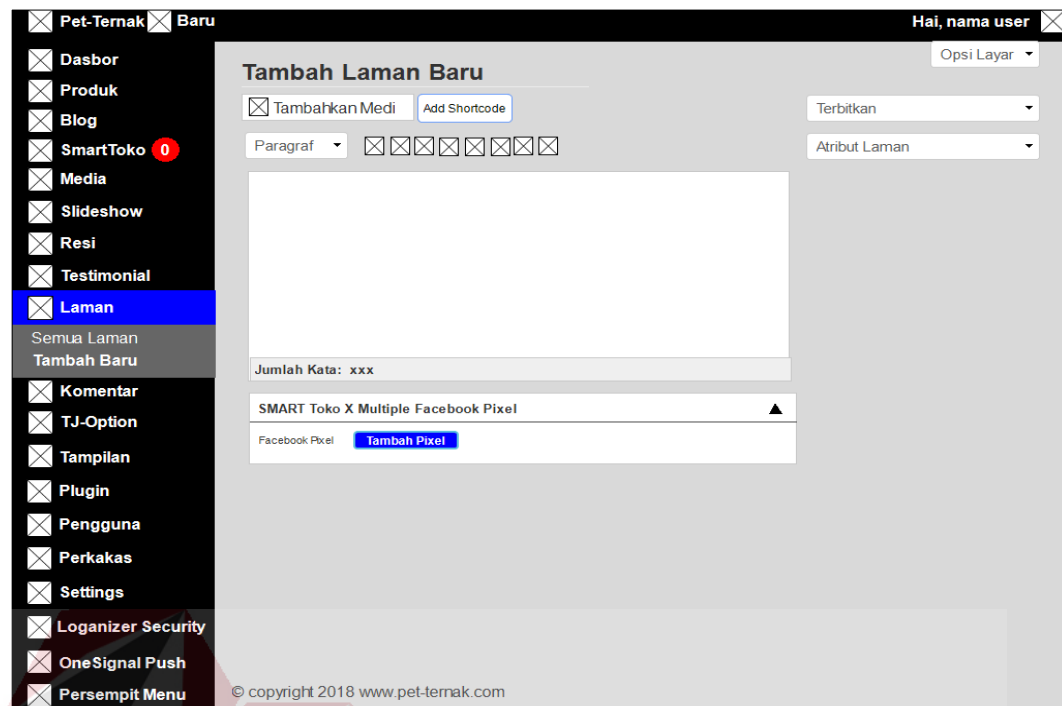 Pet-Ternak Baru
Hai, nama user
Dasbor
Produk
Blog
SmartToko 0
Media
Slideshow
Resi
Testimonial
Laman
Semua Laman
Tambah Baru
Komentar
TJ-Option
Tampilan
Plugin
Pengguna
Perkakas
Settings
Loganizer Security
OneSignal Push
Persempit Menu
Opsi Layar
Tambah Laman Baru
Tambahkan Medi Add Shortcode
Terbitkan
Paragraf
Atribut Laman
Jumlah Kata: xxx
SMART Toko X Multiple Facebook Pixel
Facebook Pixel Tambah Pixel
© copyright 2018 www.pet-ternak.com